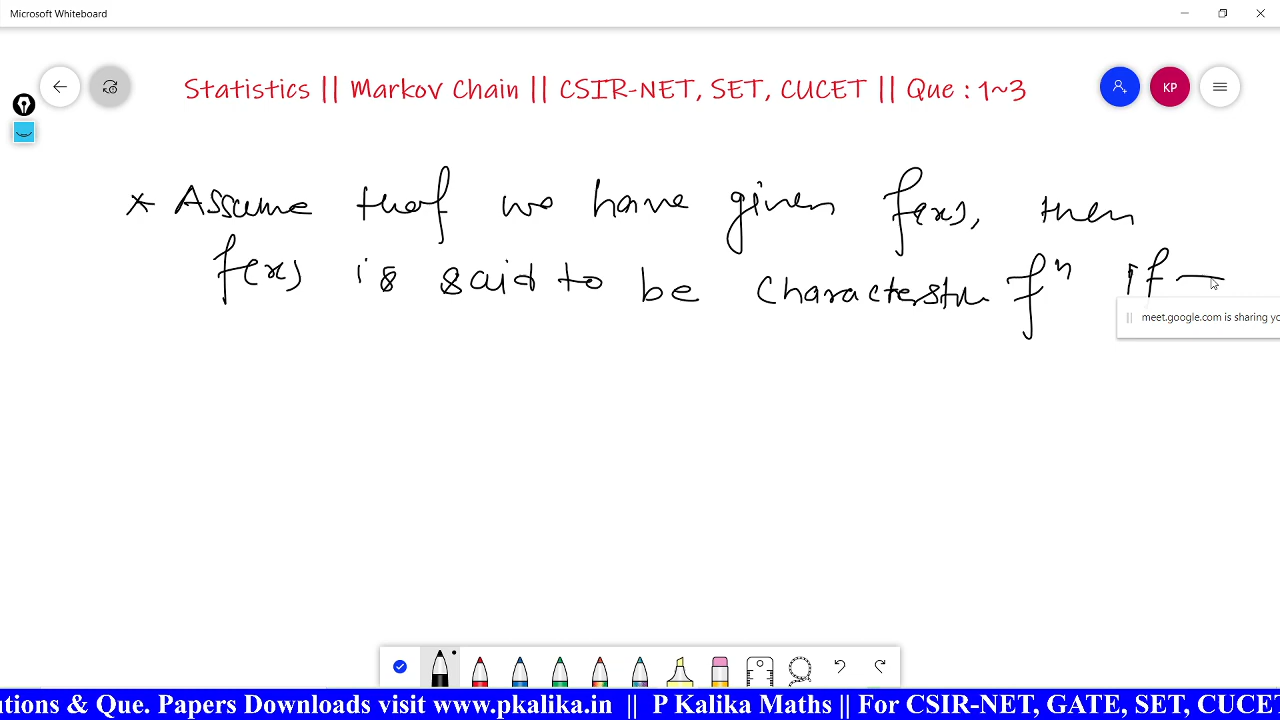 Microsoft Whiteboard
Statistics || Markov Chain || CSIR-NET, SET, CUCET || Que : 1~3
KP
* Assume that we have given f(x), then
f(x) is said to be characterstic fⁿ if —
meet.google.com is sharing yo
utions & Que. Papers Downloads visit www.pkalika.in || P Kalika Maths || For CSIR-NET, GATE, SET, CUCET